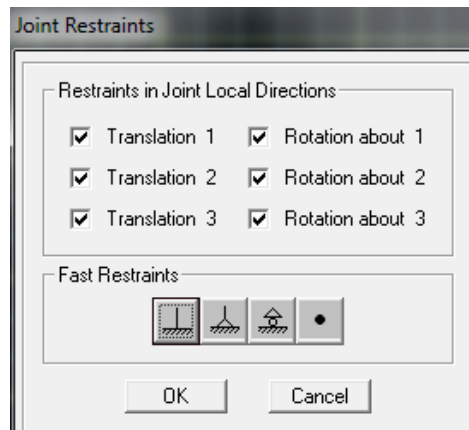 Joint Restraints
Restraints in Joint Local Directions
Translation 1 Rotation about 1
Translation 2 Rotation about 2
Translation 3 Rotation about 3
Fast Restraints
OK Cancel